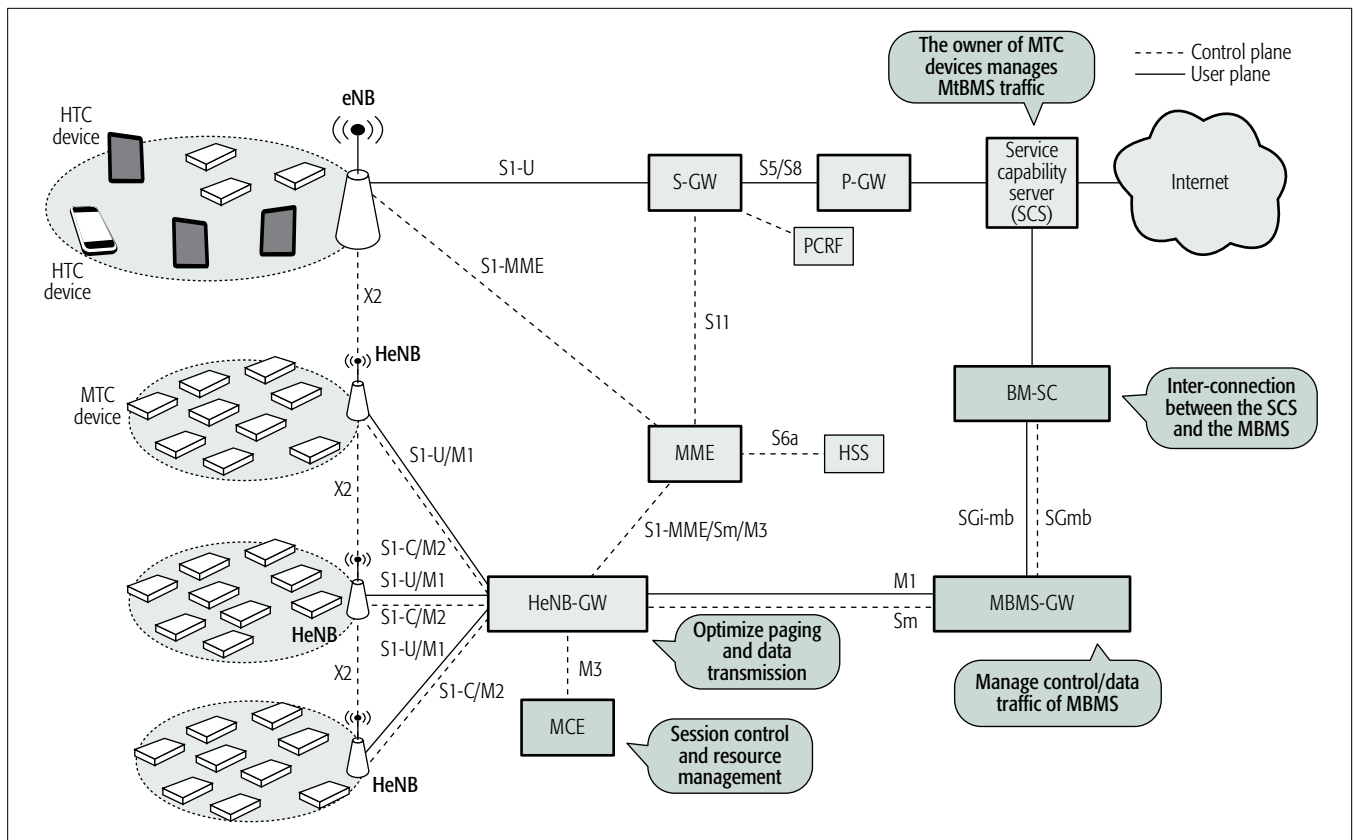 The owner of MTC
devices manages
MtBMS traffic
Control plane
User plane
eNB
HTC
device
S1-U
S-GW
S5/S8
P-GW
Service
capability
server
(SCS)
Internet
PCRF
HTC
device
S1-MME
X2
S11
HeNB
MTC
device
BM-SC
Inter-connection
between the SCS
and the MBMS
MME
S6a
HSS
S1-U/M1
X2
S1-MME/Sm/M3
SGi-mb
SGmb
S1-C/M2
S1-U/M1
HeNB-GW
M1
Sm
MBMS-GW
HeNB
S1-C/M2
S1-U/M1
Optimize paging
and data
transmission
X2
S1-C/M2
M3
Manage control/data
traffic of MBMS
MCE
Session control
and resource
management
HeNB